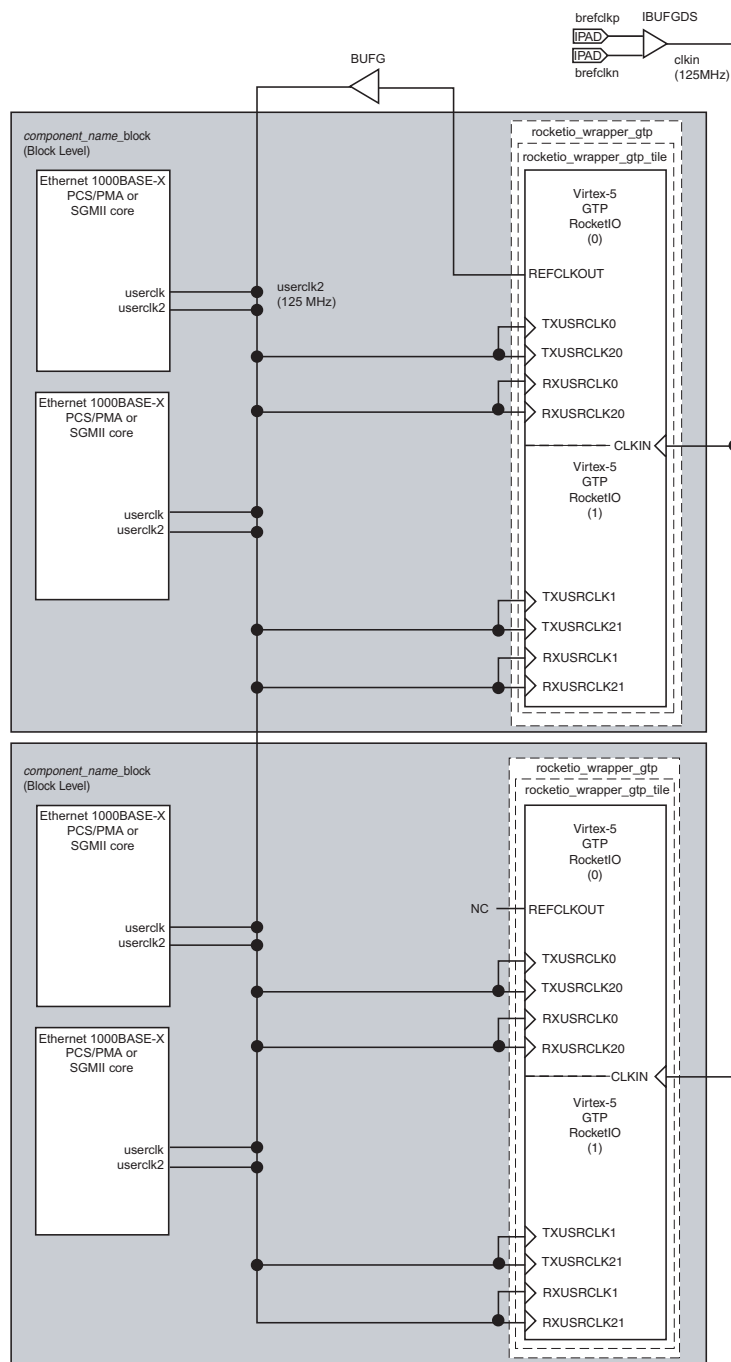 brefclkp
IBUFGDS
IPAD
IPAD
brefclkn
clkin
(125MHz)
BUFG
component_name_block
(Block Level)
rocketio_wrapper_gtp
rocketio_wrapper_gtp_tile
Ethernet 1000BASE-X
PCS/PMA or
SGMII core
userclk
userclk2
userclk2
(125 MHz)
Virtex-5
GTP
RocketIO
(0)
REFCLKOUT
TXUSRCLK0
TXUSRCLK20
RXUSRCLK0
RXUSRCLK20
CLKIN
Ethernet 1000BASE-X
PCS/PMA or
SGMII core
userclk
userclk2
Virtex-5
GTP
RocketIO
(1)
TXUSRCLK1
TXUSRCLK21
RXUSRCLK1
RXUSRCLK21
component_name_block
(Block Level)
rocketio_wrapper_gtp
rocketio_wrapper_gtp_tile
Ethernet 1000BASE-X
PCS/PMA or
SGMII core
userclk
userclk2
Virtex-5
GTP
RocketIO
(0)
NC
REFCLKOUT
TXUSRCLK0
TXUSRCLK20
RXUSRCLK0
RXUSRCLK20
CLKIN
Ethernet 1000BASE-X
PCS/PMA or
SGMII core
userclk
userclk2
Virtex-5
GTP
RocketIO
(1)
TXUSRCLK1
TXUSRCLK21
RXUSRCLK1
RXUSRCLK21